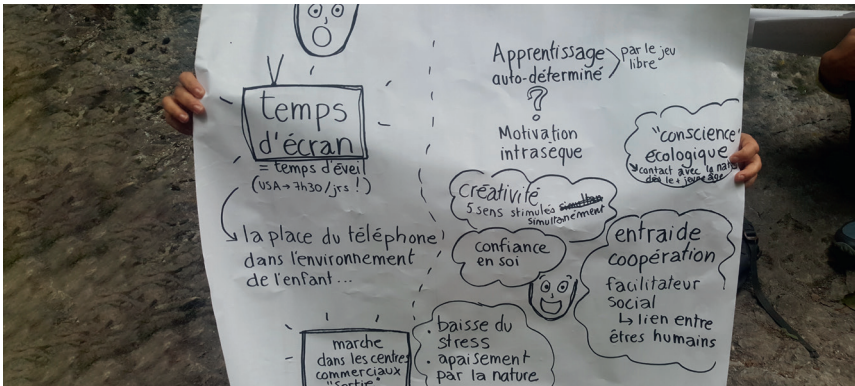 temps
d'écran
= temps d'éveil
(USA → 7h30/jrs !)
la place du téléphone
dans l'environnement
de l'enfant...
marche
dans les centres
commerciaux
"Sortie"
Apprentissage
auto-déterminé
par le jeu
libre
?
Motivation
intrasèque
"conscience
écologique
contact avec la nat
dès le + jeune âge
créativité
5 sens stimulés
simultanément
confiance
en soi
entraide
coopération
facilitateur
social
↳ lien entre
êtres humains
. baisse du
stress
. apaisement
par la nature